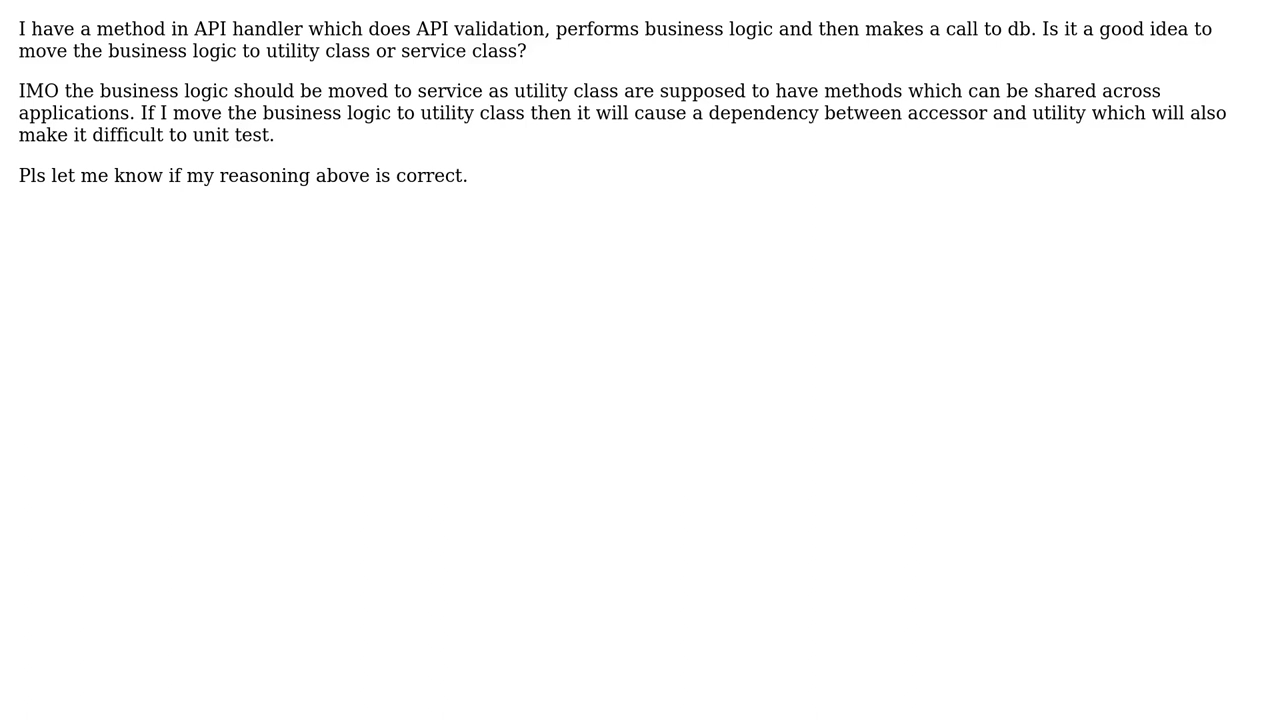 I have a method in API handler which does API validation, performs business logic and then makes a call to db. Is it a good idea to
move the business logic to utility class or service class?
IMO the business logic should be moved to service as utility class are supposed to have methods which can be shared across
applications. If I move the business logic to utility class then it will cause a dependency between accessor and utility which will also
make it difficult to unit test.
Pls let me know if my reasoning above is correct.